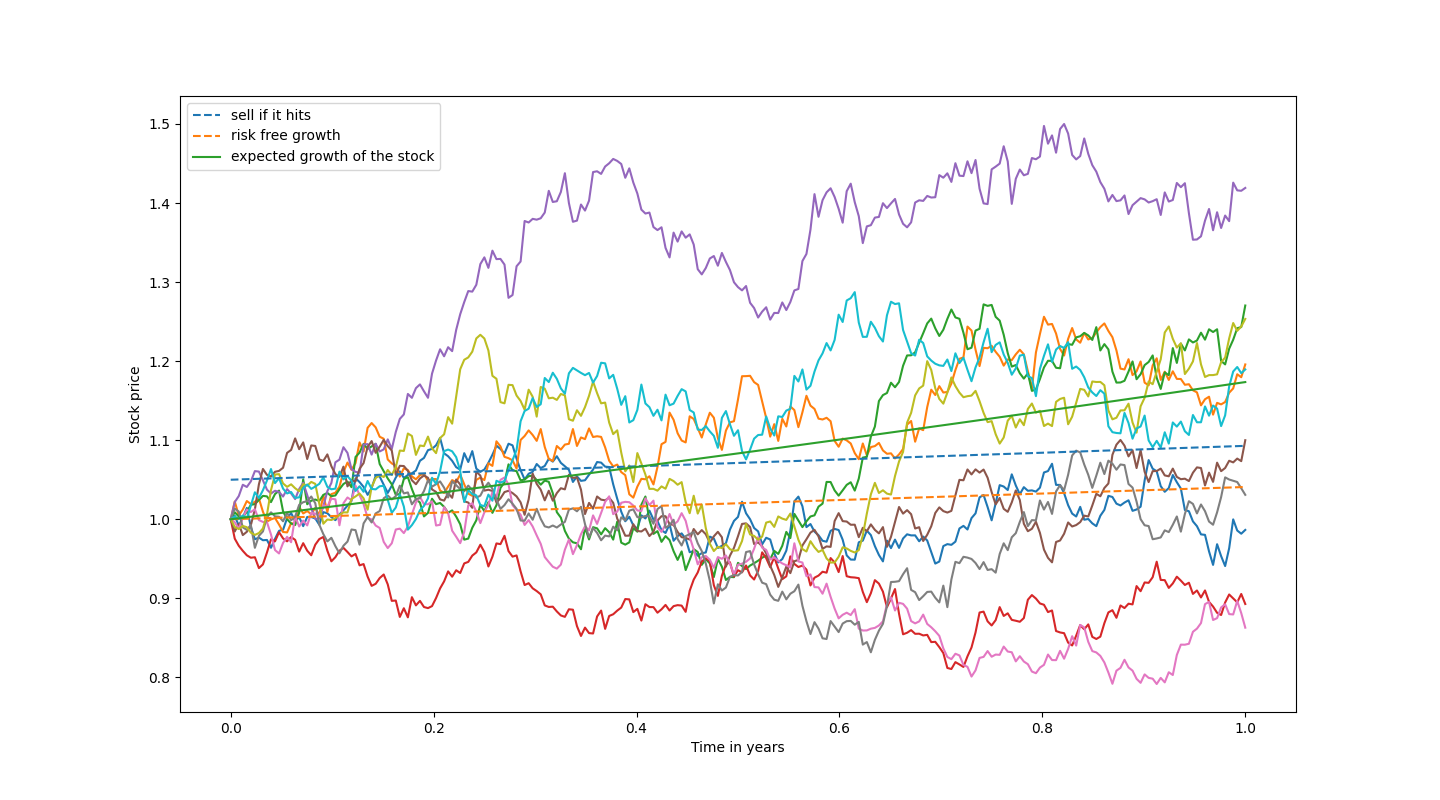 sell if it hits
risk free growth
expected growth of the stock
1.5
1.4
1.3
1.2
1.1
1.0
0.9
0.8
Stock price
0.0 0.2 0.4 0.6 0.8 1.0
Time in years